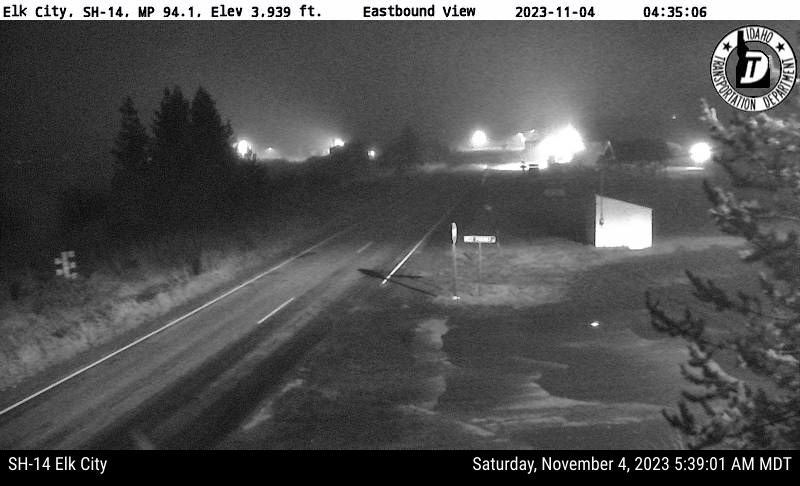 Elk City, SH-14, MP 94.1, Elev 3,939 ft. Eastbound View 2023-11-04 04:35:06
IDAHO
TRANSPORTATION DEPARTMENT
SH-14 Elk City Saturday, November 4, 2023 5:39:01 AM MDT